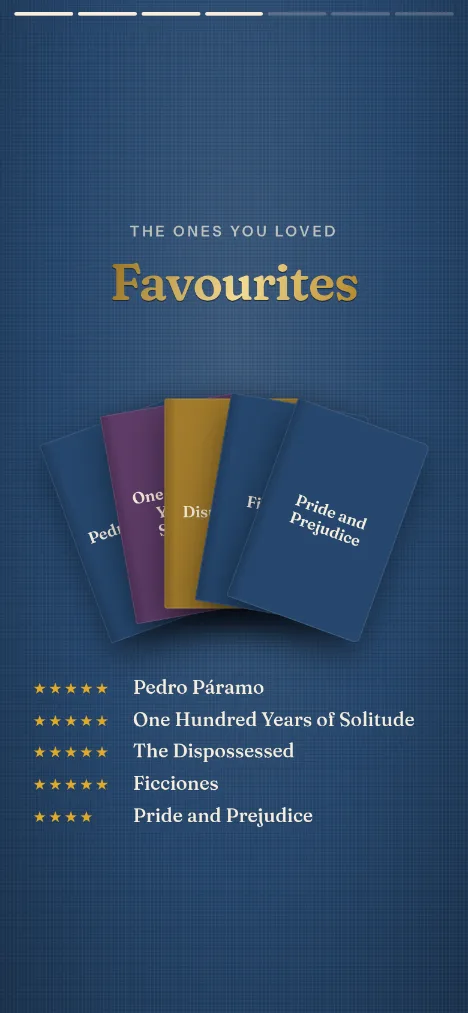 THE ONES YOU LOVED
Favourites
Pride and
Prejudice
★★★★★ Pedro Páramo
★★★★★ One Hundred Years of Solitude
★★★★★ The Dispossessed
★★★★★ Ficciones
★★★★ Pride and Prejudice